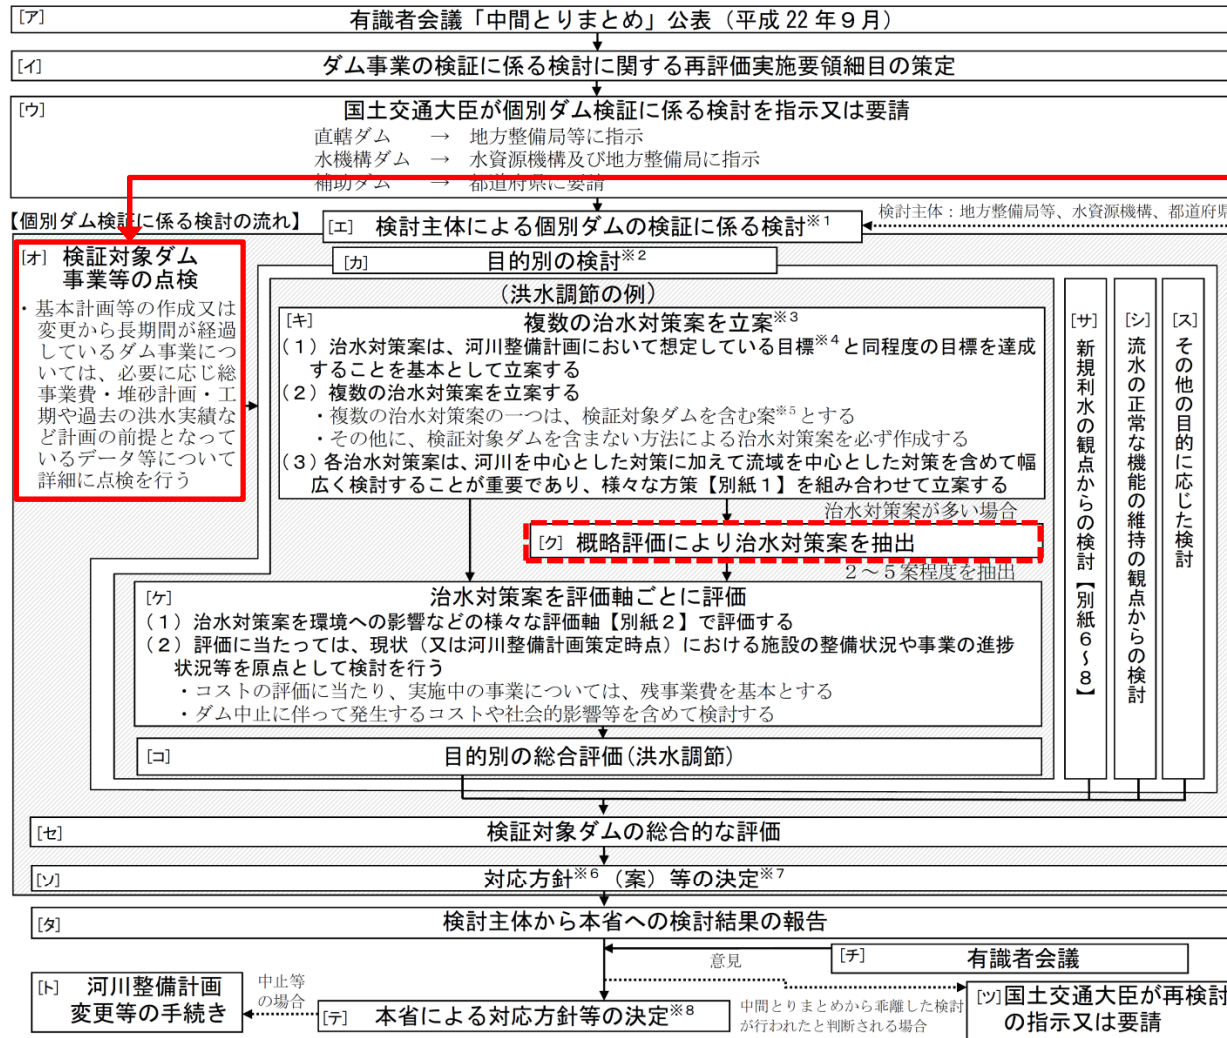 [ア] 有識者会議「中間とりまとめ」公表（平成22年９月）
[イ] ダム事業の検証に係る検討に関する再評価実施要領細目の策定
[ウ] 国土交通大臣が個別ダム検証に係る検討を指示又は要請
直轄ダム → 地方整備局等に指示
水機構ダム → 水資源機構及び地方整備局に指示
補助ダム → 都道府県に要請
【個別ダム検証に係る検討の流れ】
[エ] 検討主体による個別ダムの検証に係る検討※1
検討主体：地方整備局等、水資源機構、都道府県
[オ] 検証対象ダム
事業等の点検
・基本計画等の作成又は
変更から長期間が経過
しているダム事業につ
いては、必要に応じ総
事業費・堆砂計画・工
期や過去の洪水実績な
ど計画の前提となって
いるデータ等について
詳細に点検を行う
[カ] 目的別の検討※2
(洪水調節の例)
[キ] 複数の治水対策案を立案※3
(１) 治水対策案は、河川整備計画において想定している目標※4と同程度の目標を達成
することを基本として立案する
(２) 複数の治水対策案を立案する
・複数の治水対策案の一つは、検証対象ダムを含む案※5とする
・その他に、検証対象ダムを含まない方法による治水対策案を必ず作成する
(３) 各治水対策案は、河川を中心とした対策に加えて流域を中心とした対策を含めて幅
広く検討することが重要であり、様々な方策【別紙１】を組み合わせて立案する
治水対策案が多い場合
[ク] 概略評価により治水対策案を抽出
２～５案程度を抽出
[ケ] 治水対策案を評価軸ごとに評価
(１) 治水対策案を環境への影響などの様々な評価軸【別紙２】で評価する
(２) 評価に当たっては、現状（又は河川整備計画策定時点）における施設の整備状況や事業の進捗
状況等を原点として検討を行う
・コストの評価に当たり、実施中の事業については、残事業費を基本とする
・ダム中止に伴って発生するコストや社会的影響等を含めて検討する
[コ] 目的別の総合評価(洪水調節)
[サ] 新規利水の観点からの検討【別紙６～８】
[シ] 流水の正常な機能の維持の観点からの検討
[ス] その他の目的に応じた検討
[セ] 検証対象ダムの総合的な評価
[ソ] 対応方針※6（案）等の決定※7
[タ] 検討主体から本省への検討結果の報告
意見
[チ] 有識者会議
[ト] 河川整備計画
変更等の手続き
中止等
の場合
[テ] 本省による対応方針等の決定※8
中間とりまとめから乖離した検討
が行われたと判断される場合
[ツ] 国土交通大臣が再検討
の指示又は要請